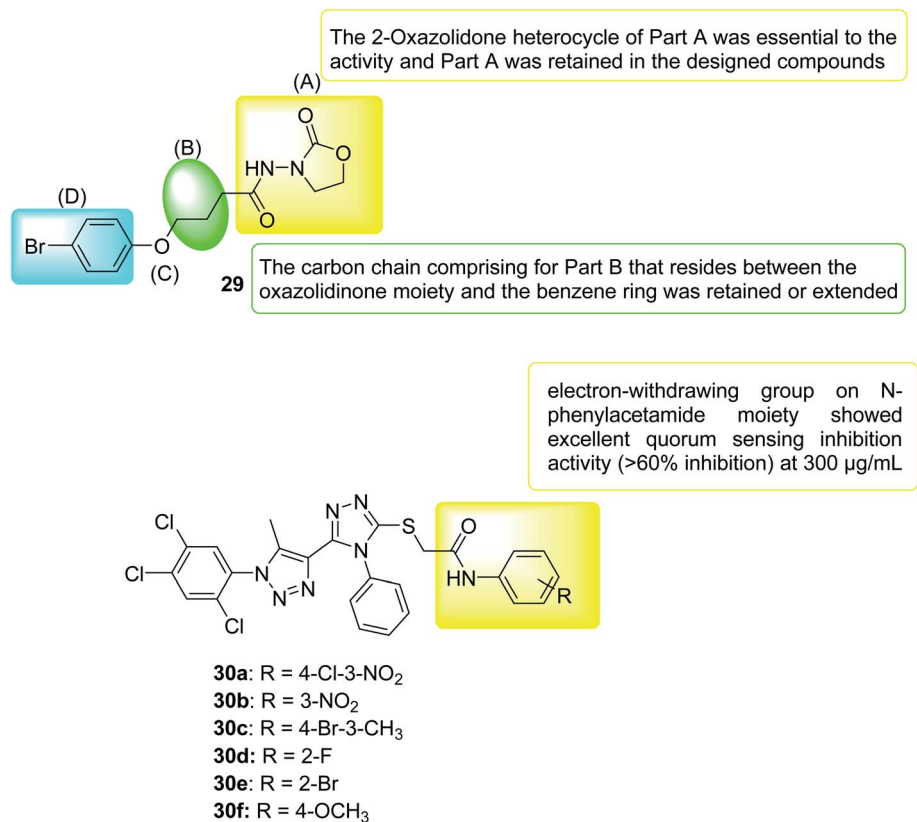 The 2-Oxazolidone heterocycle of Part A was essential to the
activity and Part A was retained in the designed compounds
(A)
O
(B)
O
HN
N
(D)
O
Br
O
(C)
29
The carbon chain comprising for Part B that resides between the
oxazolidinone moiety and the benzene ring was retained or extended
electron-withdrawing group on N-
phenylacetamide moiety showed
excellent quorum sensing inhibition
activity (>60% inhibition) at 300 µg/mL
N N
Cl
S
O
N
Cl
N
HN
R
N
N
Cl
30a: R = 4-Cl-3-NO₂
30b: R = 3-NO₂
30c: R = 4-Br-3-CH₃
30d: R = 2-F
30e: R = 2-Br
30f: R = 4-OCH₃